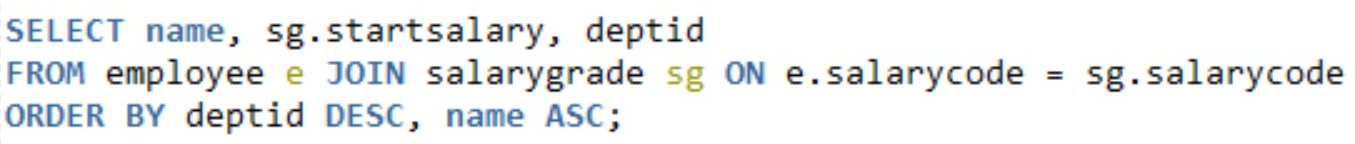 SELECT name, sg.startsalary, deptid
FROM employee e JOIN salarygrade sg ON e.salarycode = sg.salarycode
ORDER BY deptid DESC, name ASC;